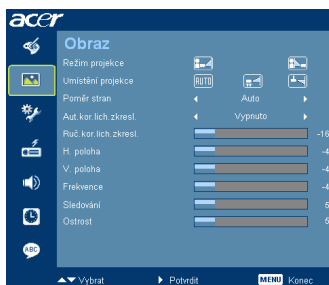 acer
Obraz
Režim projekce
Umístění projekce AUTO
Poměr stran Auto
Aut.kor.lich.zkresl. Vypnuto
Ruč.kor.lich.zkresl. -16
H. poloha -4
V. poloha -4
Frekvence -4
Sledování 5
Ostrost 5
ABC
Vybrat Potvrdit MENU Konec